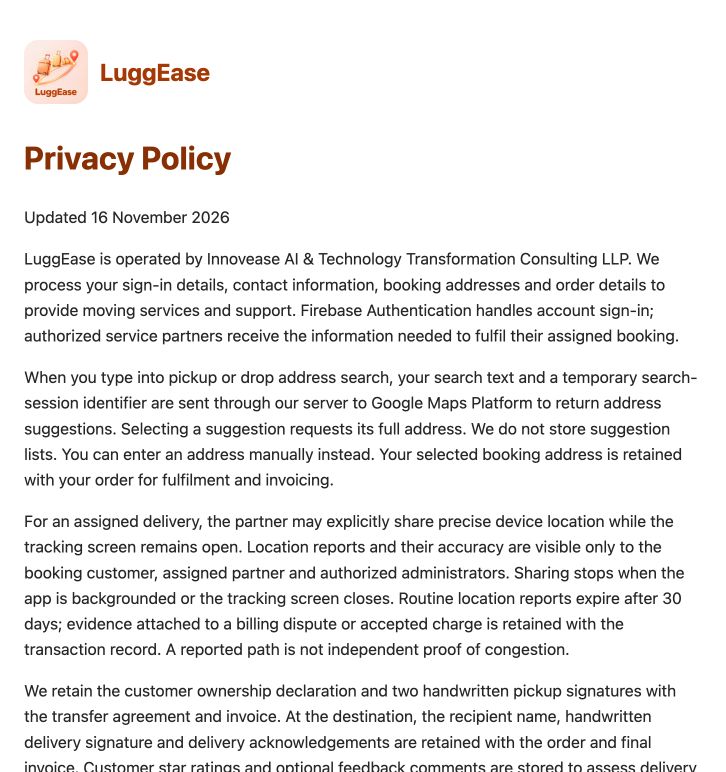 LuggEase
LuggEase
Privacy Policy
Updated 16 November 2026
LuggEase is operated by Innovease AI & Technology Transformation Consulting LLP. We
process your sign-in details, contact information, booking addresses and order details to
provide moving services and support. Firebase Authentication handles account sign-in;
authorized service partners receive the information needed to fulfil their assigned booking.
When you type into pickup or drop address search, your search text and a temporary search-
session identifier are sent through our server to Google Maps Platform to return address
suggestions. Selecting a suggestion requests its full address. We do not store suggestion
lists. You can enter an address manually instead. Your selected booking address is retained
with your order for fulfilment and invoicing.
For an assigned delivery, the partner may explicitly share precise device location while the
tracking screen remains open. Location reports and their accuracy are visible only to the
booking customer, assigned partner and authorized administrators. Sharing stops when the
app is backgrounded or the tracking screen closes. Routine location reports expire after 30
days; evidence attached to a billing dispute or accepted charge is retained with the
transaction record. A reported path is not independent proof of congestion.
We retain the customer ownership declaration and two handwritten pickup signatures with
the transfer agreement and invoice. At the destination, the recipient name, handwritten
delivery signature and delivery acknowledgements are retained with the order and final
invoice. Customer star ratings and optional feedback comments are stored to assess delivery